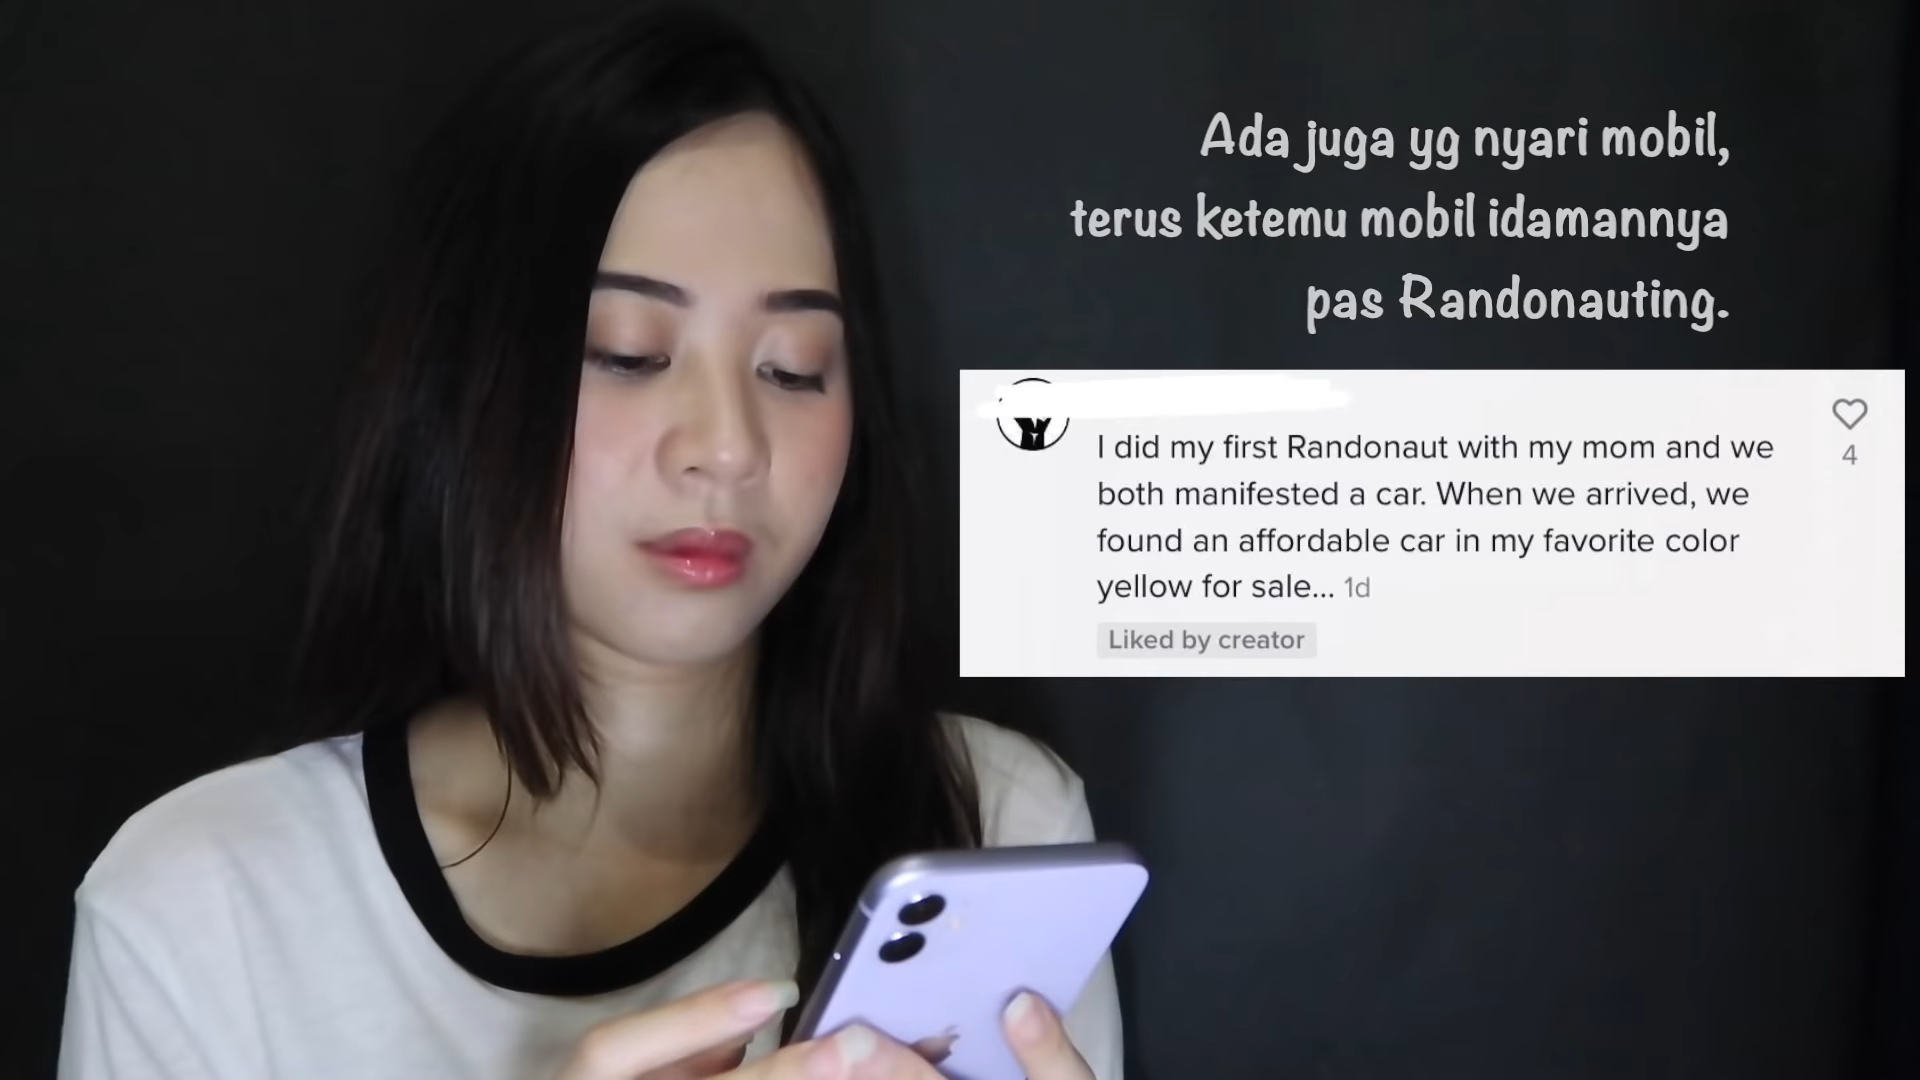 Ada juga yg nyari mobil,
terus ketemu mobil idamannya
pas Randonauting.
I did my first Randonaut with my mom and we
both manifested a car. When we arrived, we
found an affordable car in my favorite color
yellow for sale... 1d
Liked by creator
4